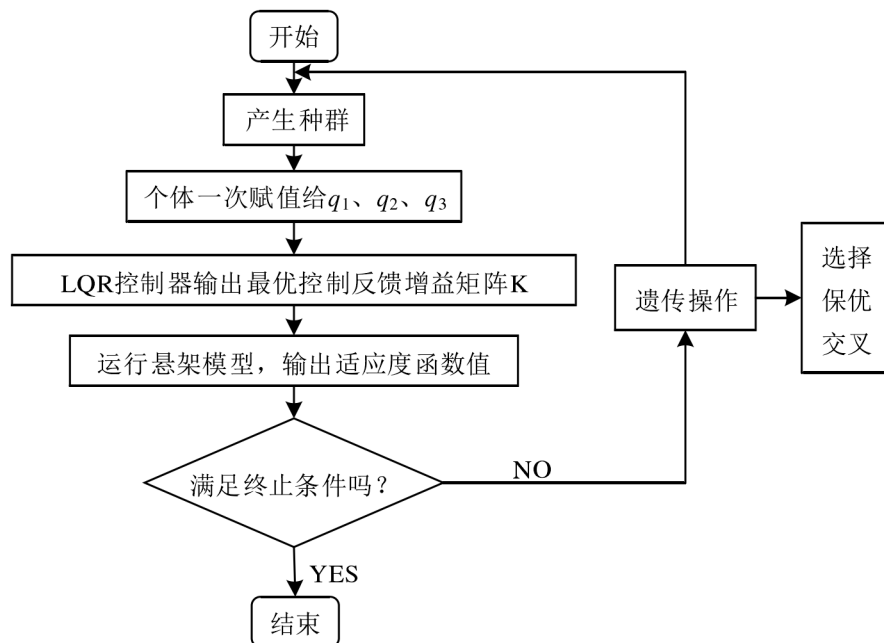 开始
产生种群
个体一次赋值给q₁、q₂、q₃
LQR控制器输出最优控制反馈增益矩阵K
运行悬架模型，输出适应度函数值
满足终止条件吗？
NO
YES
结束
遗传操作
选择
保优
交叉